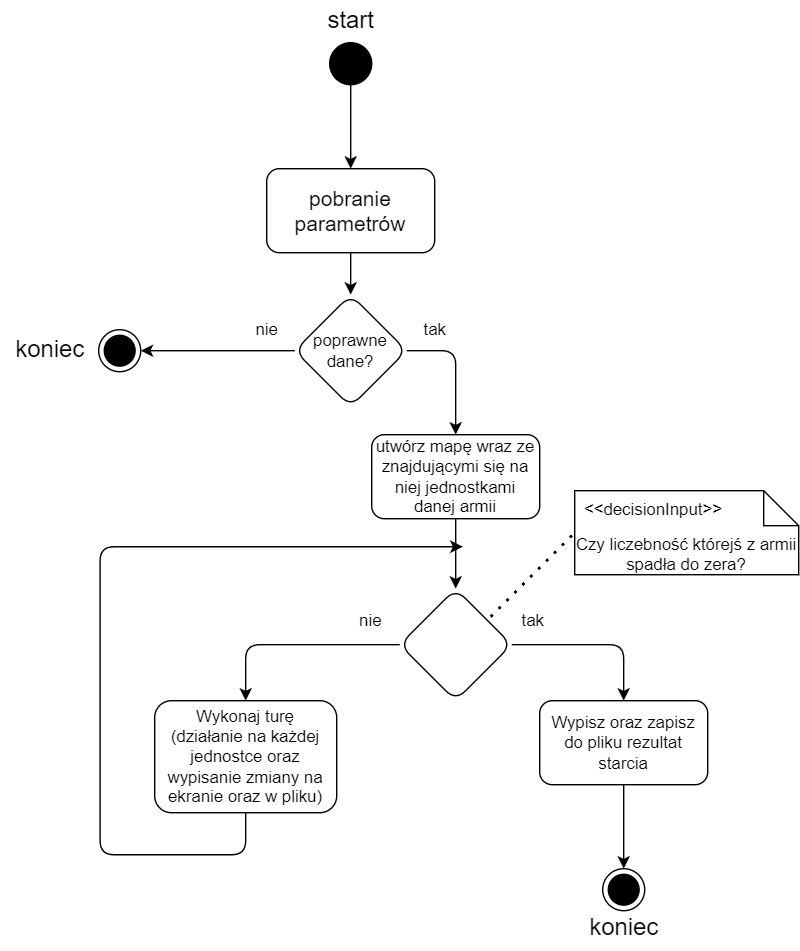 start
pobranie
parametrów
nie
tak
koniec
poprawne
dane?
utwórz mapę wraz ze
znajdującymi się na
niej jednostkami
danej armii
<<decisionInput>>
Czy liczebność którejś z armii
spadła do zera?
nie
tak
Wykonaj turę
(działanie na każdej
jednostce oraz
wypisanie zmiany na
ekranie oraz w pliku)
Wypisz oraz zapisz
do pliku rezultat
starcia
koniec